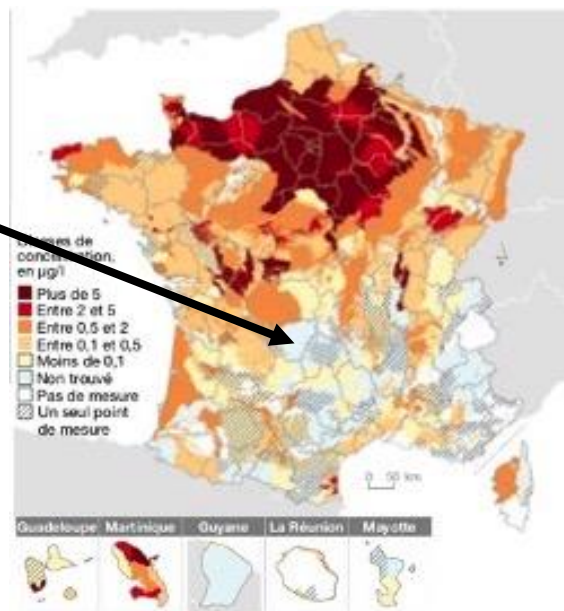 Classes de
concentration,
en µg/l
Plus de 5
Entre 2 et 5
Entre 0,5 et 2
Entre 0,1 et 0,5
Moins de 0,1
Non trouvé
Pas de mesure
Un seul point
de mesure
0 50 km
Guadeloupe Martinique Guyane La Réunion Mayotte